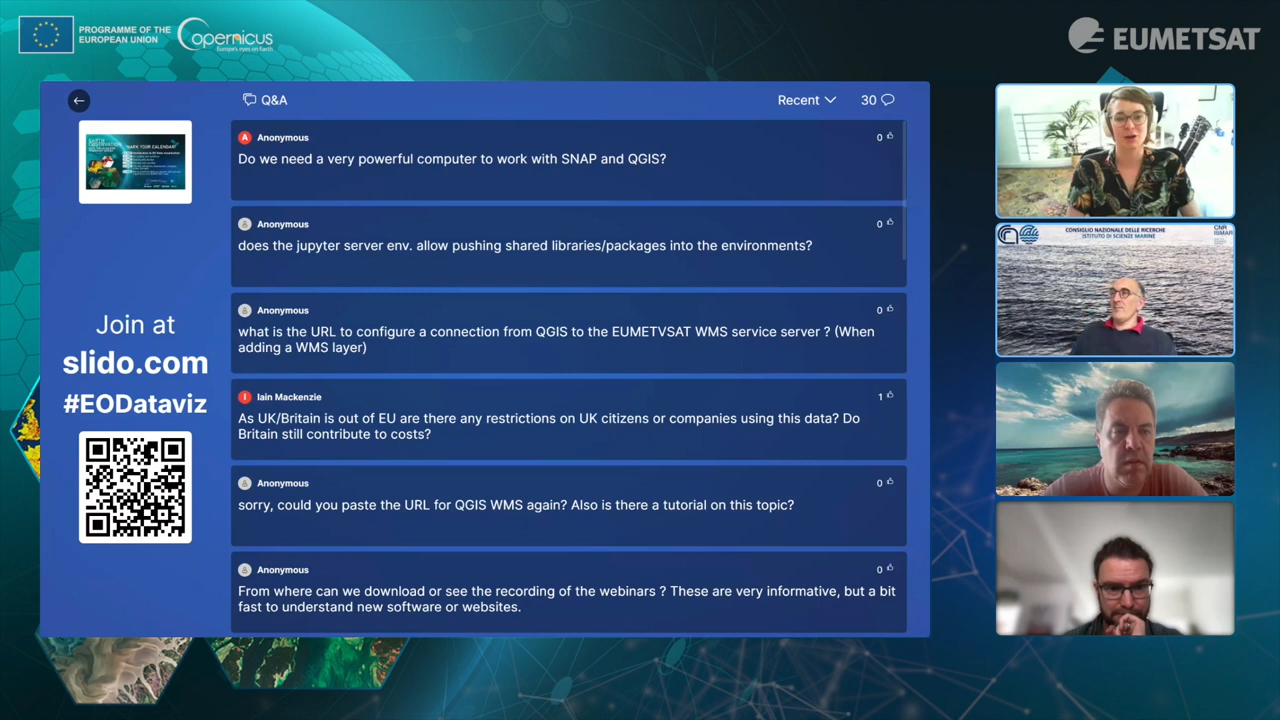 PROGRAMME OF THE
EUROPEAN UNION
opernicus
Europe's eyes on Earth
EUMETSAT
Q&A
Recent
30
EARTH
OBSERVATION
MARK YOUR CALENDAR!
A Anonymous
0
Do we need a very powerful computer to work with SNAP and QGIS?
Anonymous
0
does the jupyter server env. allow pushing shared libraries/packages into the environments?
Anonymous
0
what is the URL to configure a connection from QGIS to the EUMETVSAT WMS service server ? (When
adding a WMS layer)
I Iain Mackenzie
1
As UK/Britain is out of EU are there any restrictions on UK citizens or companies using this data? Do
Britain still contribute to costs?
Anonymous
0
sorry, could you paste the URL for QGIS WMS again? Also is there a tutorial on this topic?
Anonymous
0
From where can we download or see the recording of the webinars ? These are very informative, but a bit
fast to understand new software or websites.
Join at
slido.com
#EODataviz
CONSIGLIO NAZIONALE DELLE RICERCHE
ISTITUTO DI SCIENZE MARINE
CNR
ISMAR